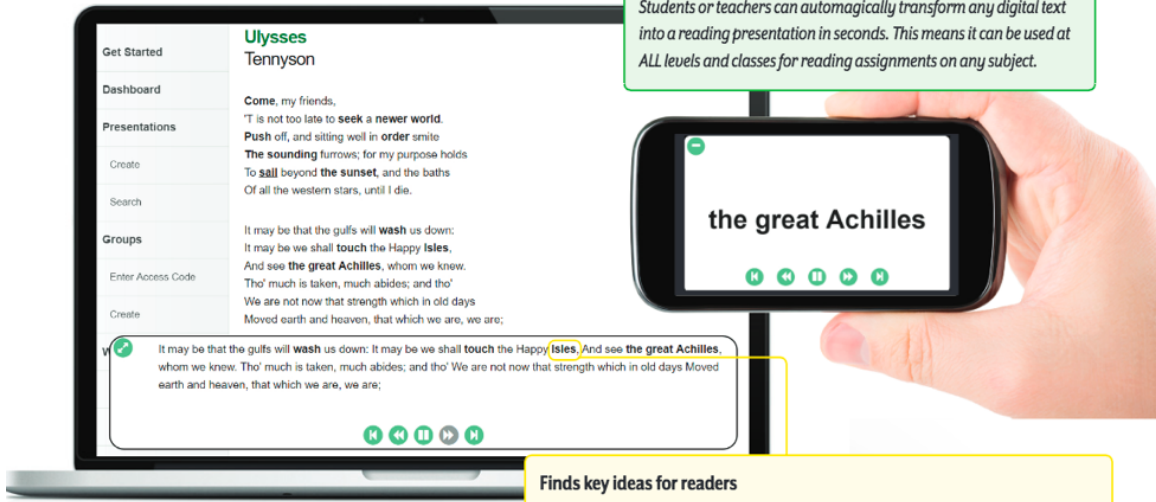 Students or teachers can automagically transform any digital text
into a reading presentation in seconds. This means it can be used at
ALL levels and classes for reading assignments on any subject.
Get Started
Dashboard
Presentations
Create
Search
Groups
Enter Access Code
Create
W
Ulysses
Tennyson
Come, my friends,
'T is not too late to seek a newer world.
Push off, and sitting well in order smite
The sounding furrows; for my purpose holds
To sail beyond the sunset, and the baths
Of all the western stars, until I die.
It may be that the gulfs will wash us down:
It may be we shall touch the Happy Isles,
And see the great Achilles, whom we knew.
Tho' much is taken, much abides; and tho'
We are not now that strength which in old days
Moved earth and heaven, that which we are, we are;
It may be that the gulfs will wash us down: It may be we shall touch the Happy Isles, And see the great Achilles,
whom we knew. Tho' much is taken, much abides; and tho' We are not now that strength which in old days Moved
earth and heaven, that which we are, we are;
the great Achilles
Finds key ideas for readers